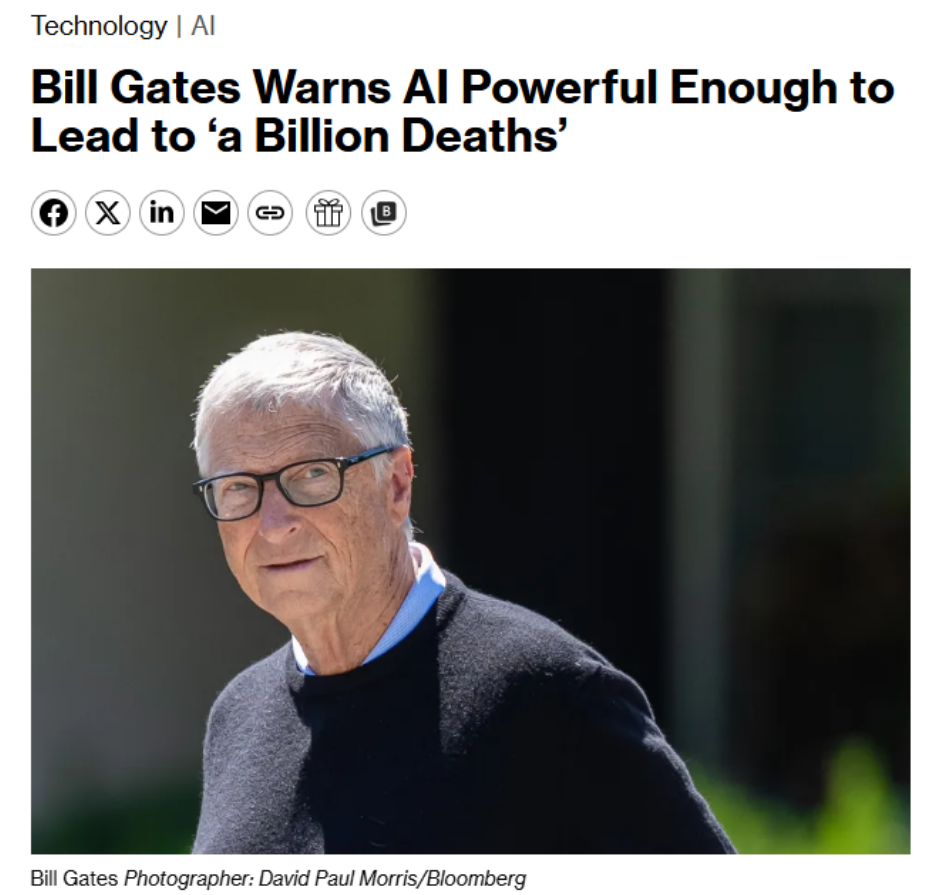 Technology | AI
Bill Gates Warns AI Powerful Enough to
Lead to ‘a Billion Deaths’
X
in
B
Bill Gates Photographer: David Paul Morris/Bloomberg